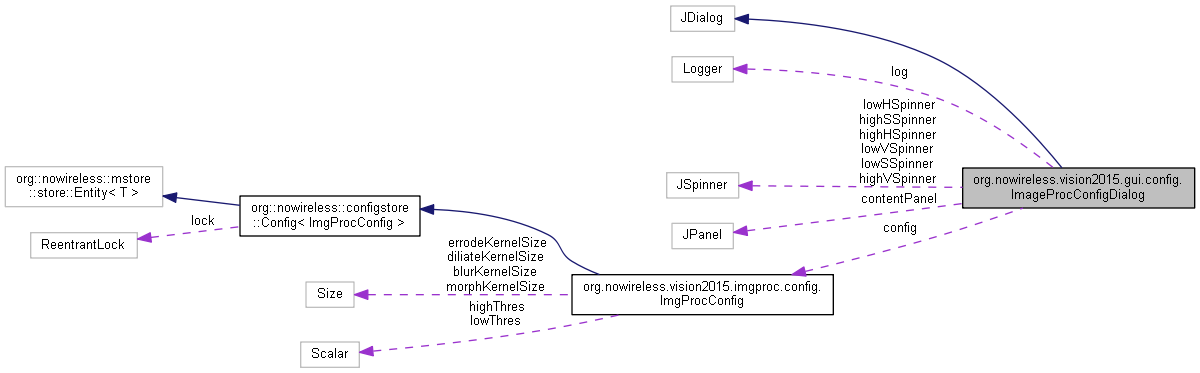 JDialog
Logger
log
lowHSpinner
highSSpinner
highHSpinner
lowVSpinner
lowSSpinner
highVSpinner
JSpinner
org.nowireless.vision2015.gui.config.
ImageProcConfigDialog
contentPanel
JPanel
config
org::nowireless::mstore
::store::Entity< T >
org::nowireless::configstore
::Config< ImgProcConfig >
lock
ReentrantLock
errodeKernelSize
diliateKernelSize
blurKernelSize
morphKernelSize
Size
org.nowireless.vision2015.imgproc.config.
ImgProcConfig
highThres
lowThres
Scalar